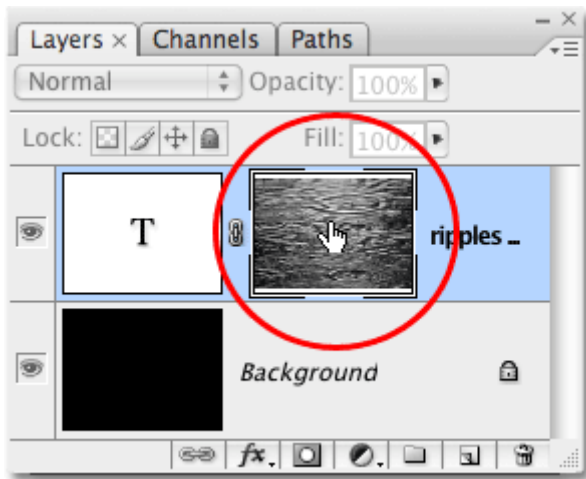 Layers × Channels Paths
Normal Opacity: 100%
Lock: Fill: 100%
T ripples ...
Background
fx.